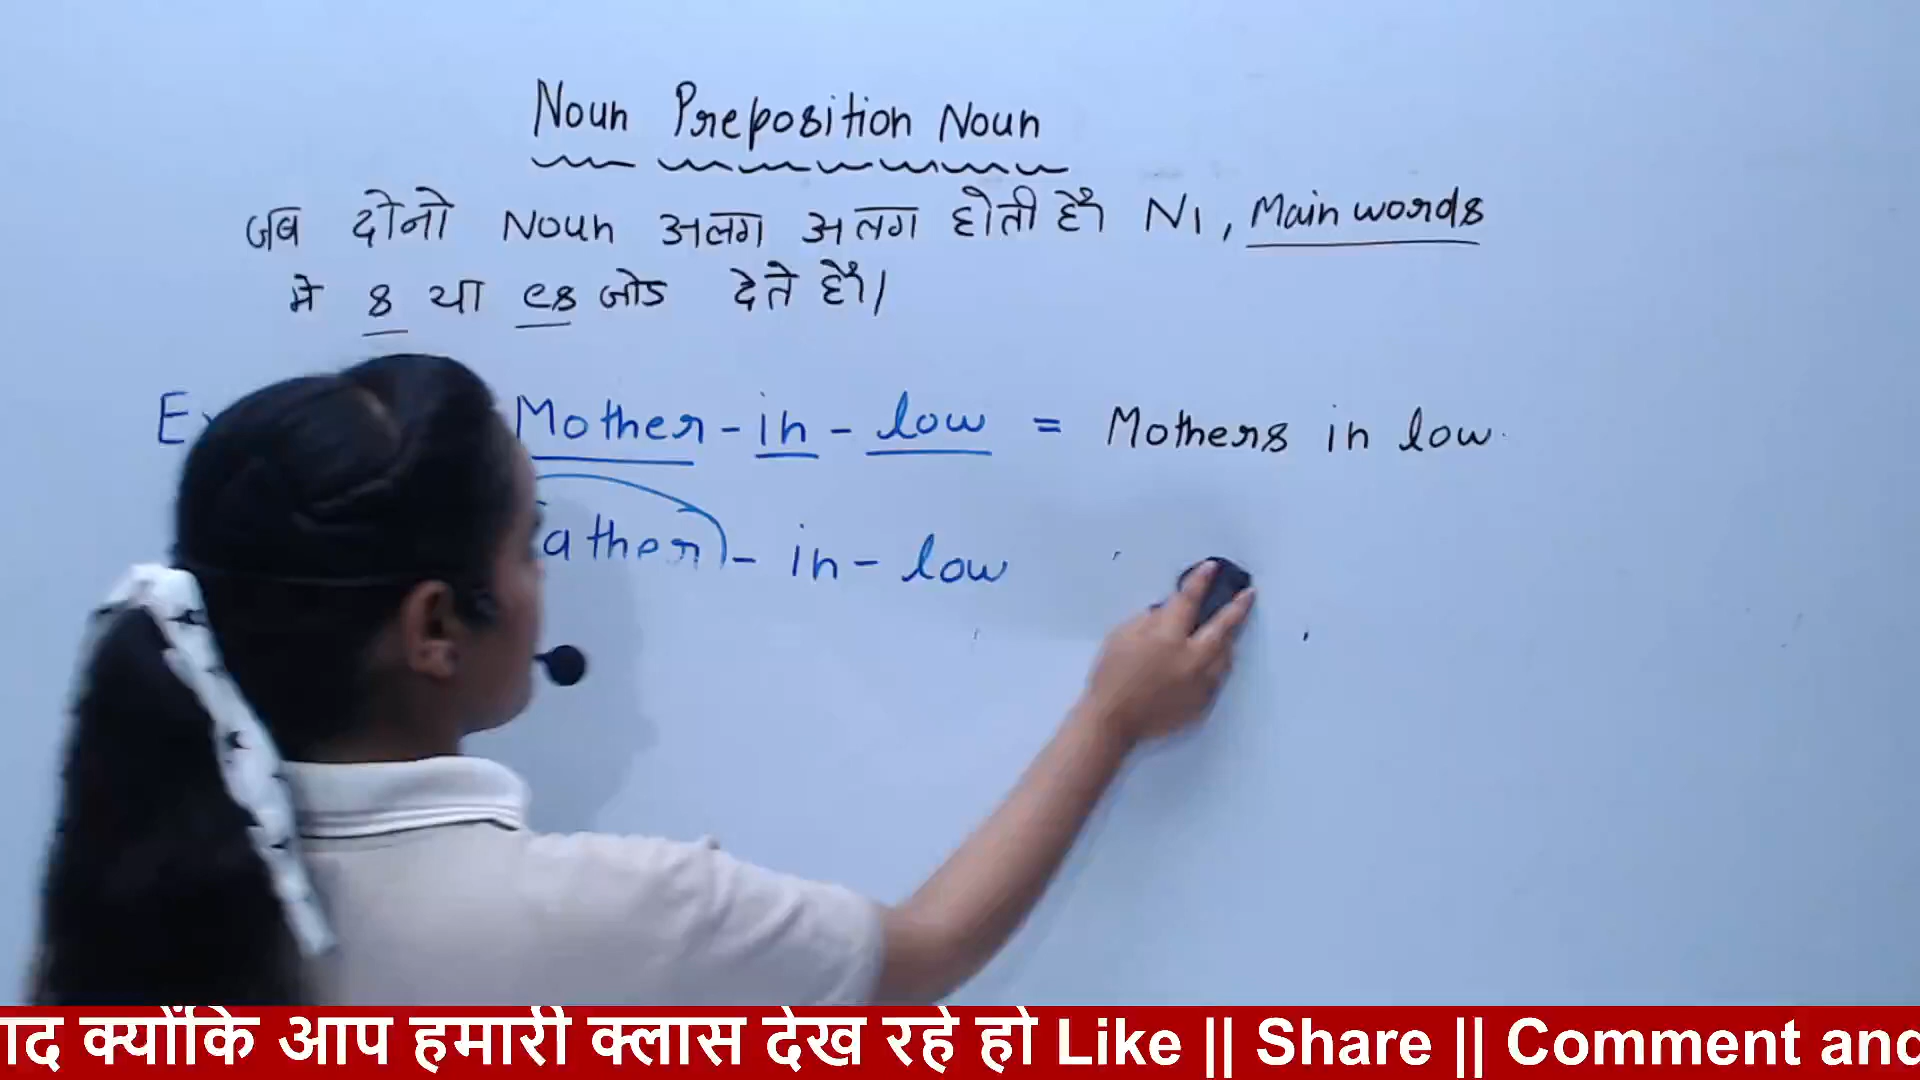 Noun Preposition Noun
जब दोनो Noun अलग अलग होती हैं N1, Main words
मे s या es जोड देते हैं।
Mother-in-low = Mothers in low.
ather - in - low
ाद क्योंकि आप हमारी क्लास देख रहे हो Like || Share || Comment and